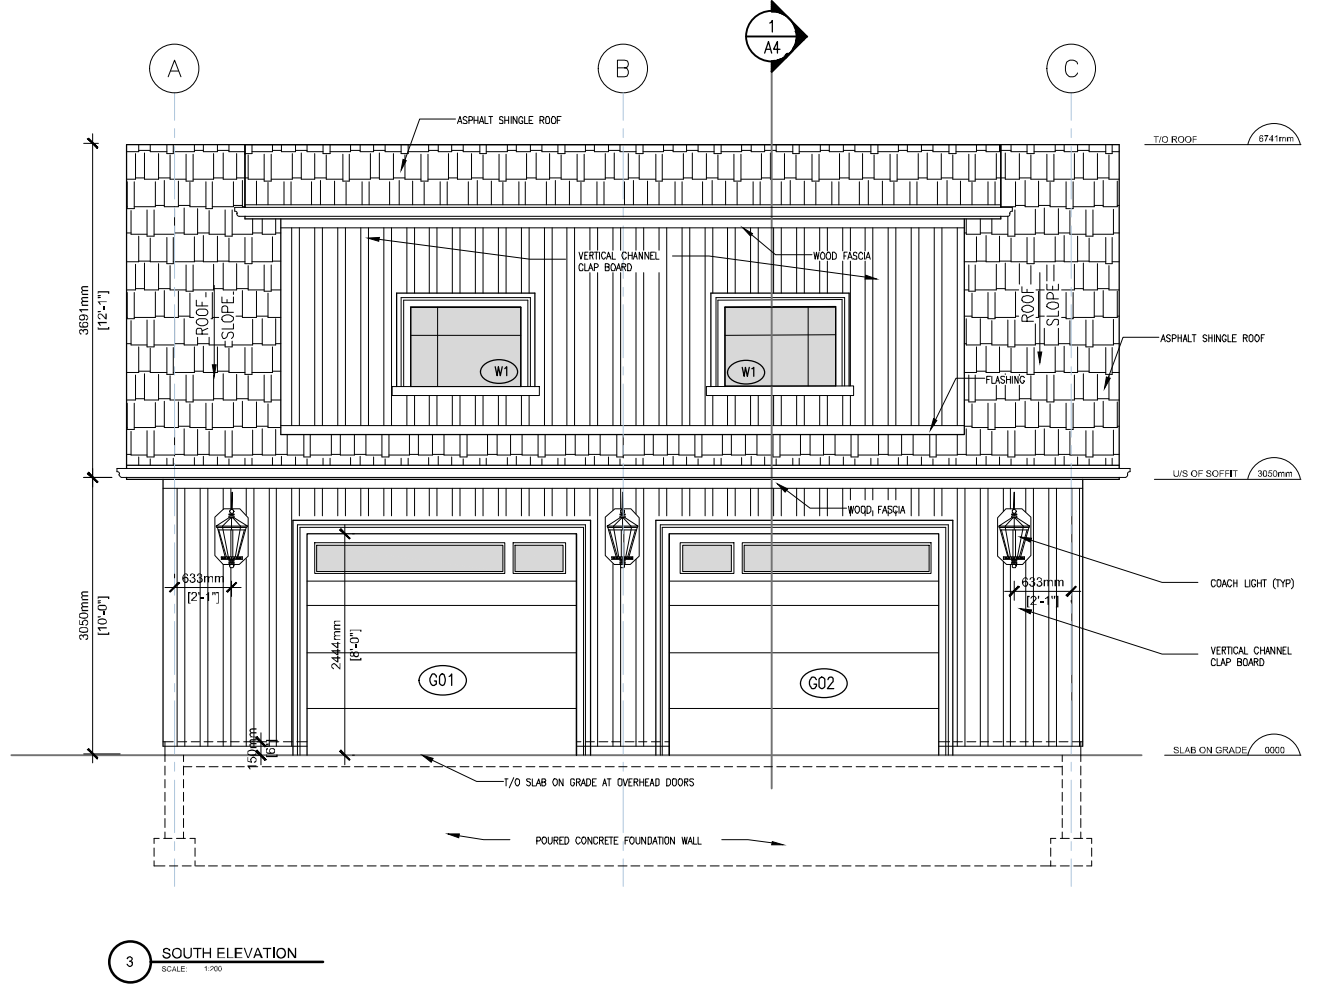 1
A4
A
B
C
ASPHALT SHINGLE ROOF
T/O ROOF
6741mm
VERTICAL CHANNEL
CLAP BOARD
WOOD FASCIA
3691mm
[12'-1"]
ROOF
SLOPE
ROOF
SLOPE
ASPHALT SHINGLE ROOF
W1
W1
FLASHING
U/S OF SOFFIT
3050mm
WOOD FASCIA
633mm
[2'-1"]
633mm
[2'-1"]
COACH LIGHT (TYP)
3050mm
[10'-0"]
2444mm
[8'-0"]
VERTICAL CHANNEL
CLAP BOARD
G01
G02
150mm
[6"]
SLAB ON GRADE
0000
T/O SLAB ON GRADE AT OVERHEAD DOORS
POURED CONCRETE FOUNDATION WALL
3
SOUTH ELEVATION
SCALE: 1:200